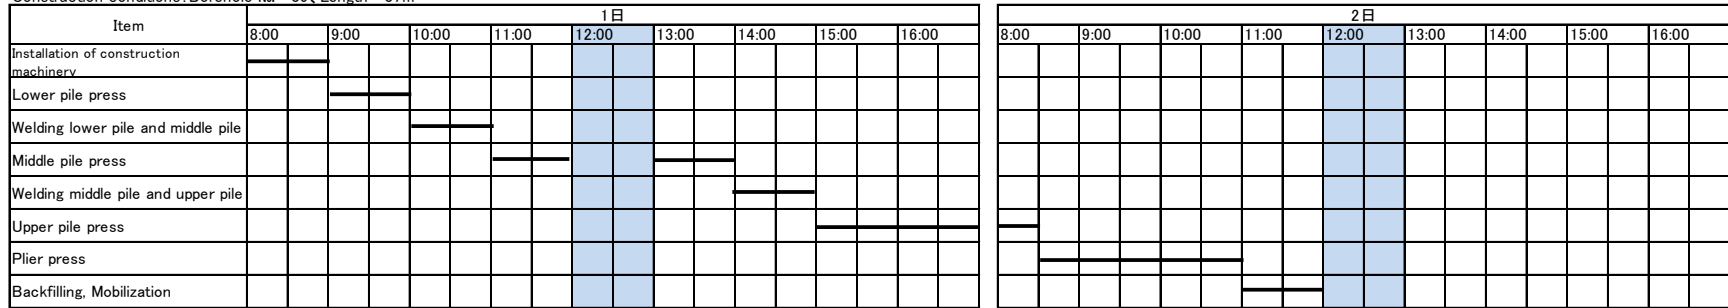 1日
2日
Item
8:00 9:00 10:00 11:00 12:00 13:00 14:00 15:00 16:00
8:00 9:00 10:00 11:00 12:00 13:00 14:00 15:00 16:00
Installation of construction
machinery
Lower pile press
Welding lower pile and middle pile
Middle pile press
Welding middle pile and upper pile
Upper pile press
Plier press
Backfilling, Mobilization